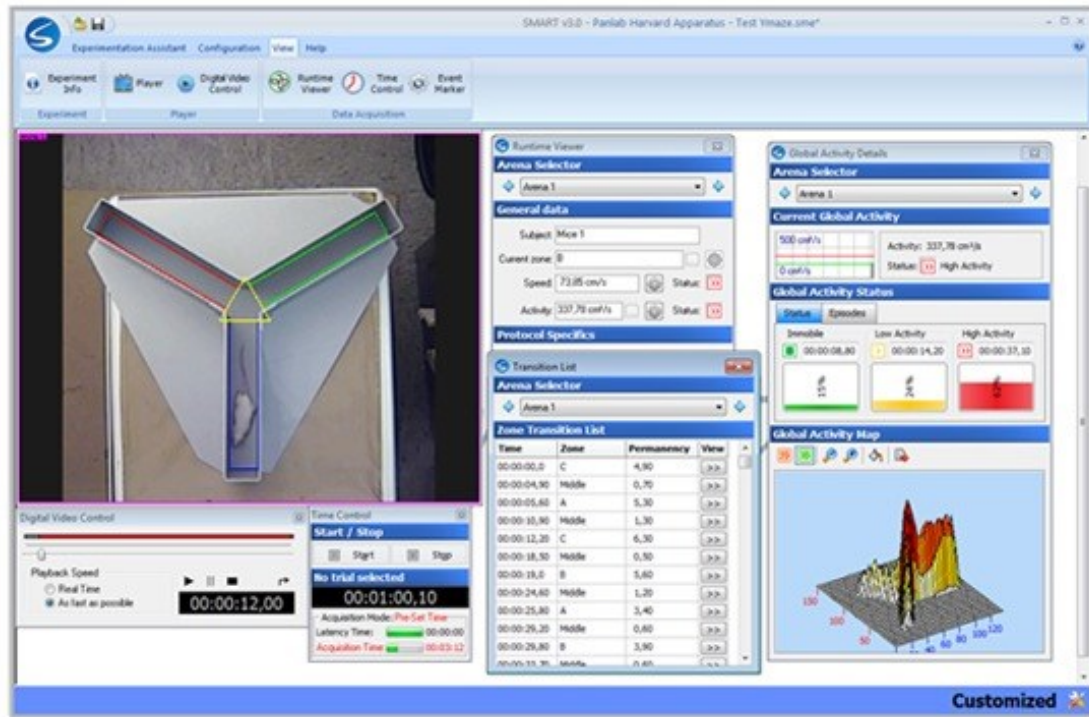 SMART v3.0 - Panlab Harvard Apparatus - Test Ymaze.sme*
Experimentation Assistant Configuration View Help
Experiment Info
Player
Digital Video Control
Runtime Viewer
Time Control
Event Marker
Experiment Player Data Acquisition
Runtime Viewer
Arena Selector
Arena 1
General data
Subject: Mice 1
Current zone: B
Speed: 73,85 cm/s Status:
Activity: 337,78 cm²/s Status:
Protocol Specifics
Transition List
Arena Selector
Arena 1
Zone Transition List
Time Zone Permanency View
00:00:00,0 C 4,90 >>
00:00:04,90 Middle 0,70 >>
00:00:05,60 A 5,30 >>
00:00:10,90 Middle 1,30 >>
00:00:12,20 C 6,30 >>
00:00:18,50 Middle 0,50 >>
00:00:19,0 B 5,60 >>
00:00:24,60 Middle 1,20 >>
00:00:25,80 A 3,40 >>
00:00:29,20 Middle 0,60 >>
00:00:29,80 B 3,90 >>
00:00:33,70 Middle 0,60 >>
Global Activity Details
Arena Selector
Arena 1
Current Global Activity
500 cm²/s
0 cm²/s
Activity: 337,78 cm²/s
Status: High Activity
Global Activity Status
Status Episodes
Immobile Low Activity High Activity
00:00:08,80 00:00:14,20 00:00:37,10
15% 24% 62%
Global Activity Map
150
100
50
20 40 60 80 100 120
Digital Video Control
Playback Speed
Real Time
As fast as possible
00:00:12,00
Time Control
Start / Stop
Start Stop
No trial selected
00:01:00,10
Acquisition Mode: Pre-Set Time
Latency Time: 00:00:00
Acquisition Time 00:03:12
Customized